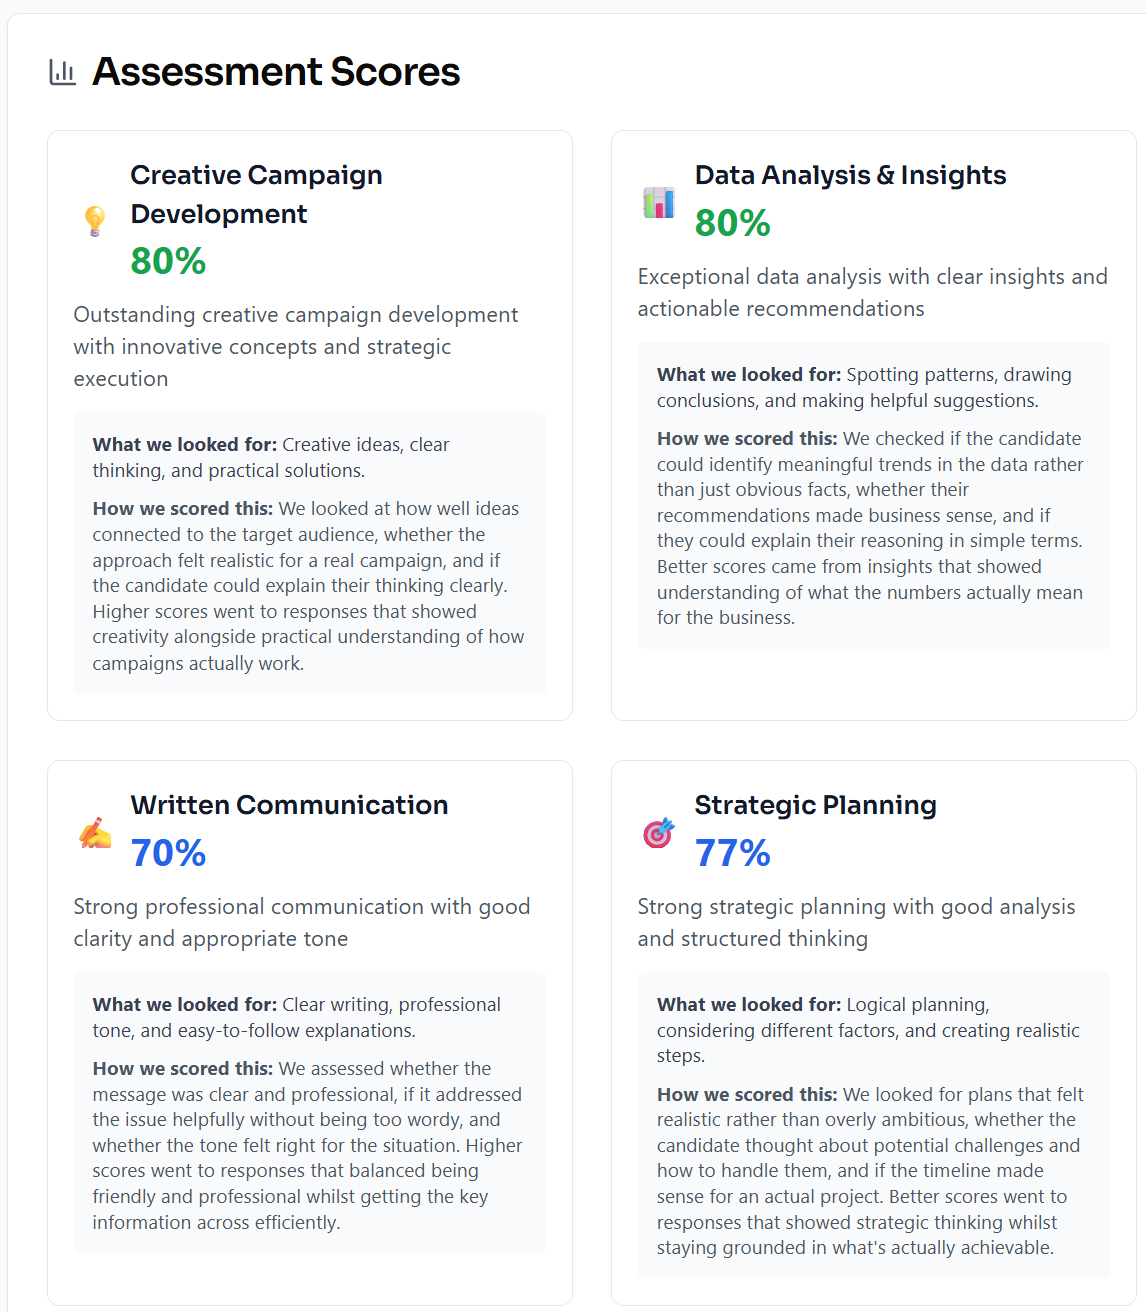 Assessment Scores
Creative Campaign
Development
80%
Outstanding creative campaign development
with innovative concepts and strategic
execution
What we looked for: Creative ideas, clear
thinking, and practical solutions.
How we scored this: We looked at how well ideas
connected to the target audience, whether the
approach felt realistic for a real campaign, and if
the candidate could explain their thinking clearly.
Higher scores went to responses that showed
creativity alongside practical understanding of how
campaigns actually work.
Data Analysis & Insights
80%
Exceptional data analysis with clear insights and
actionable recommendations
What we looked for: Spotting patterns, drawing
conclusions, and making helpful suggestions.
How we scored this: We checked if the candidate
could identify meaningful trends in the data rather
than just obvious facts, whether their
recommendations made business sense, and if
they could explain their reasoning in simple terms.
Better scores came from insights that showed
understanding of what the numbers actually mean
for the business.
Written Communication
70%
Strong professional communication with good
clarity and appropriate tone
What we looked for: Clear writing, professional
tone, and easy-to-follow explanations.
How we scored this: We assessed whether the
message was clear and professional, if it addressed
the issue helpfully without being too wordy, and
whether the tone felt right for the situation. Higher
scores went to responses that balanced being
friendly and professional whilst getting the key
information across efficiently.
Strategic Planning
77%
Strong strategic planning with good analysis
and structured thinking
What we looked for: Logical planning,
considering different factors, and creating realistic
steps.
How we scored this: We looked for plans that felt
realistic rather than overly ambitious, whether the
candidate thought about potential challenges and
how to handle them, and if the timeline made
sense for an actual project. Better scores went to
responses that showed strategic thinking whilst
staying grounded in what's actually achievable.